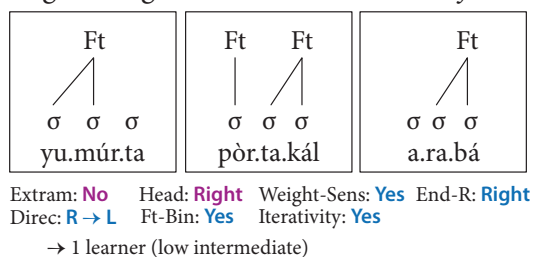 Ft Ft Ft Ft
σ σ σ σ σ σ σ σ σ
yu.múr.ta pòr.ta.kál a.ra.bá
Extram: No Head: Right Weight-Sens: Yes End-R: Right
Direc: R → L Ft-Bin: Yes Iterativity: Yes
→ 1 learner (low intermediate)